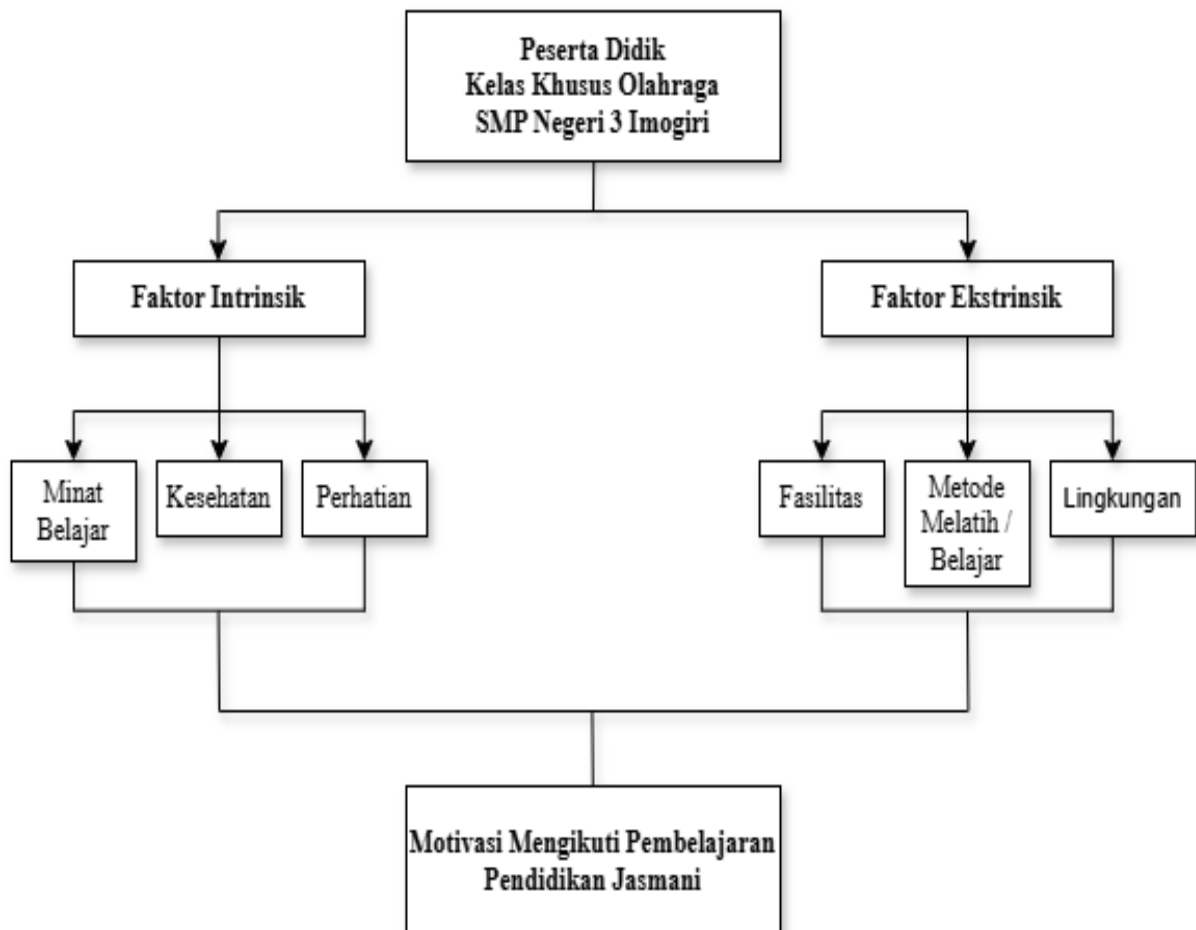 Peserta Didik
Kelas Khusus Olahraga
SMP Negeri 3 Imogiri
Faktor Intrinsik
Faktor Ekstrinsik
Minat
Belajar
Kesehatan
Perhatian
Fasilitas
Metode
Melatih /
Belajar
Lingkungan
Motivasi Mengikuti Pembelajaran
Pendidikan Jasmani